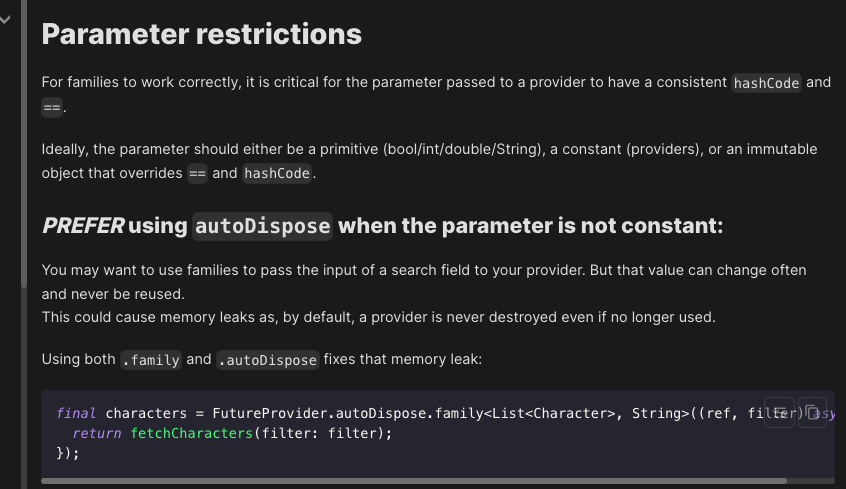 Parameter restrictions
For families to work correctly, it is critical for the parameter passed to a provider to have a consistent hashCode and
==.
Ideally, the parameter should either be a primitive (bool/int/double/String), a constant (providers), or an immutable
object that overrides == and hashCode.
PREFER using autoDispose when the parameter is not constant:
You may want to use families to pass the input of a search field to your provider. But that value can change often
and never be reused.
This could cause memory leaks as, by default, a provider is never destroyed even if no longer used.
Using both .family and .autoDispose fixes that memory leak:
final characters = FutureProvider.autoDispose.family<List<Character>, String>((ref, filter) asy
  return fetchCharacters(filter: filter);
});